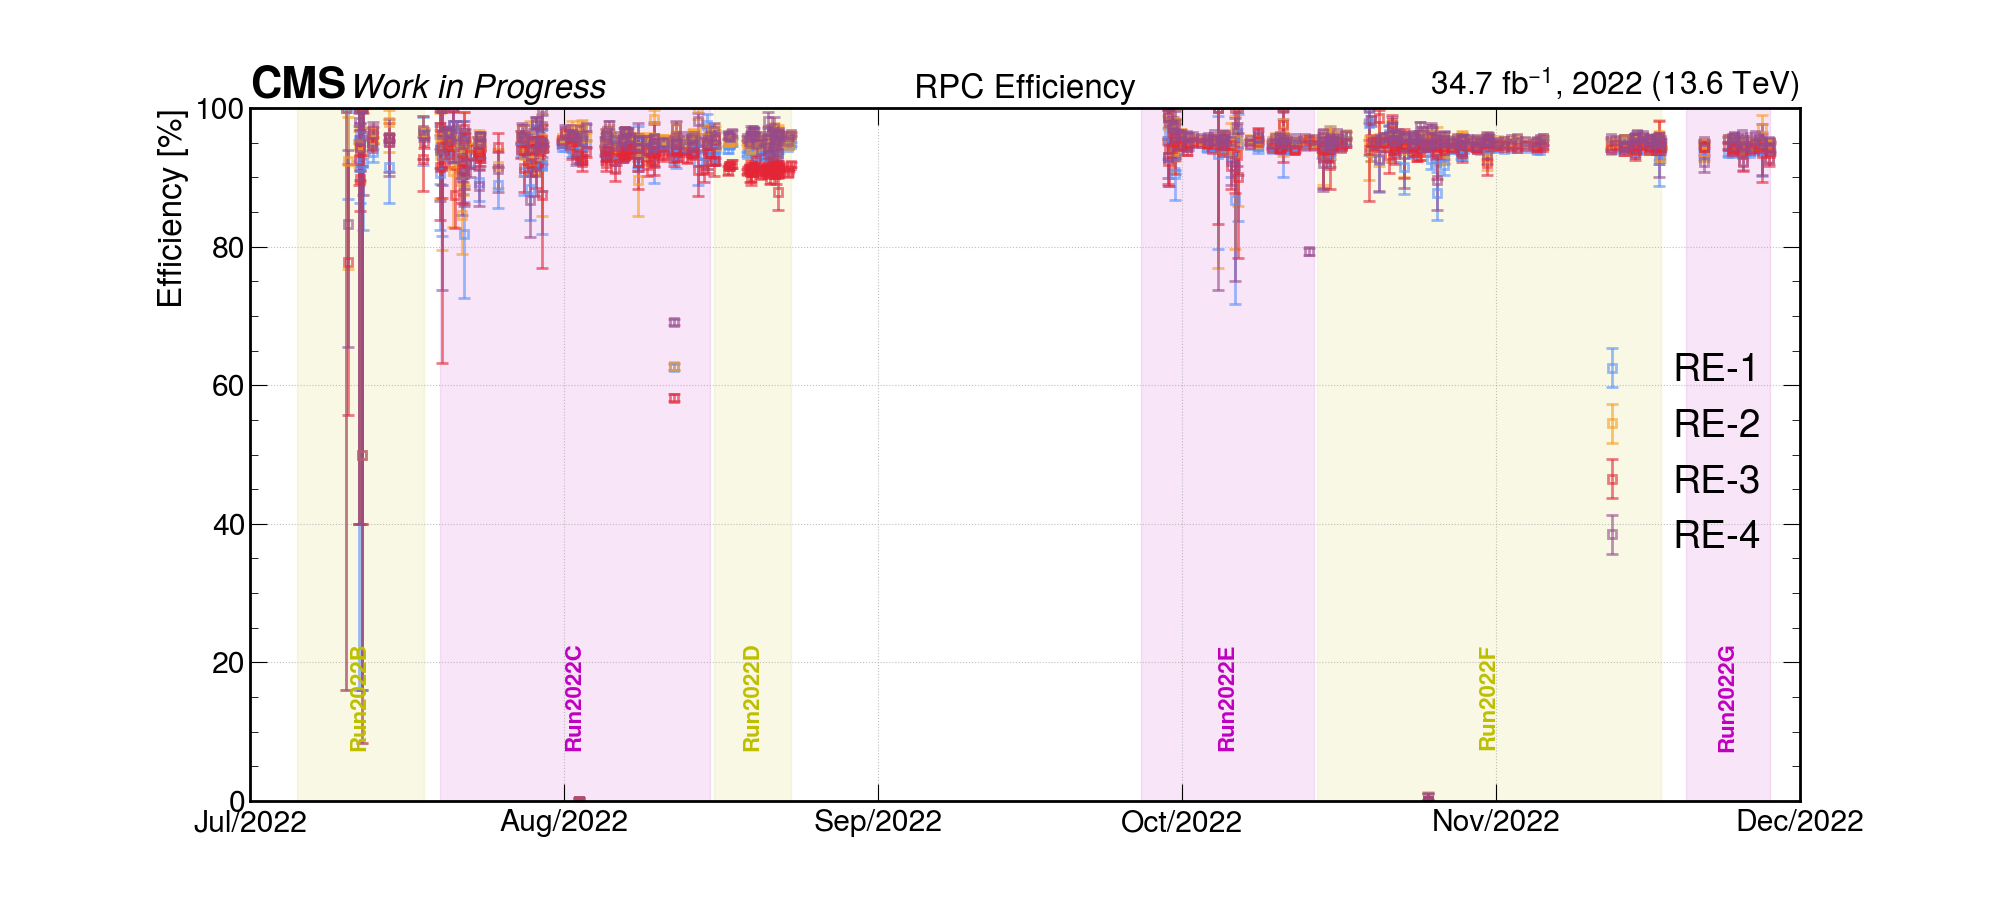 CMS Work in Progress RPC Efficiency 34.7 fb⁻¹, 2022 (13.6 TeV)
Efficiency [%]
100
80
60
40
20
0
RE-1
RE-2
RE-3
RE-4
Run2022B
Run2022C
Run2022D
Run2022E
Run2022F
Run2022G
Jul/2022 Aug/2022 Sep/2022 Oct/2022 Nov/2022 Dec/2022